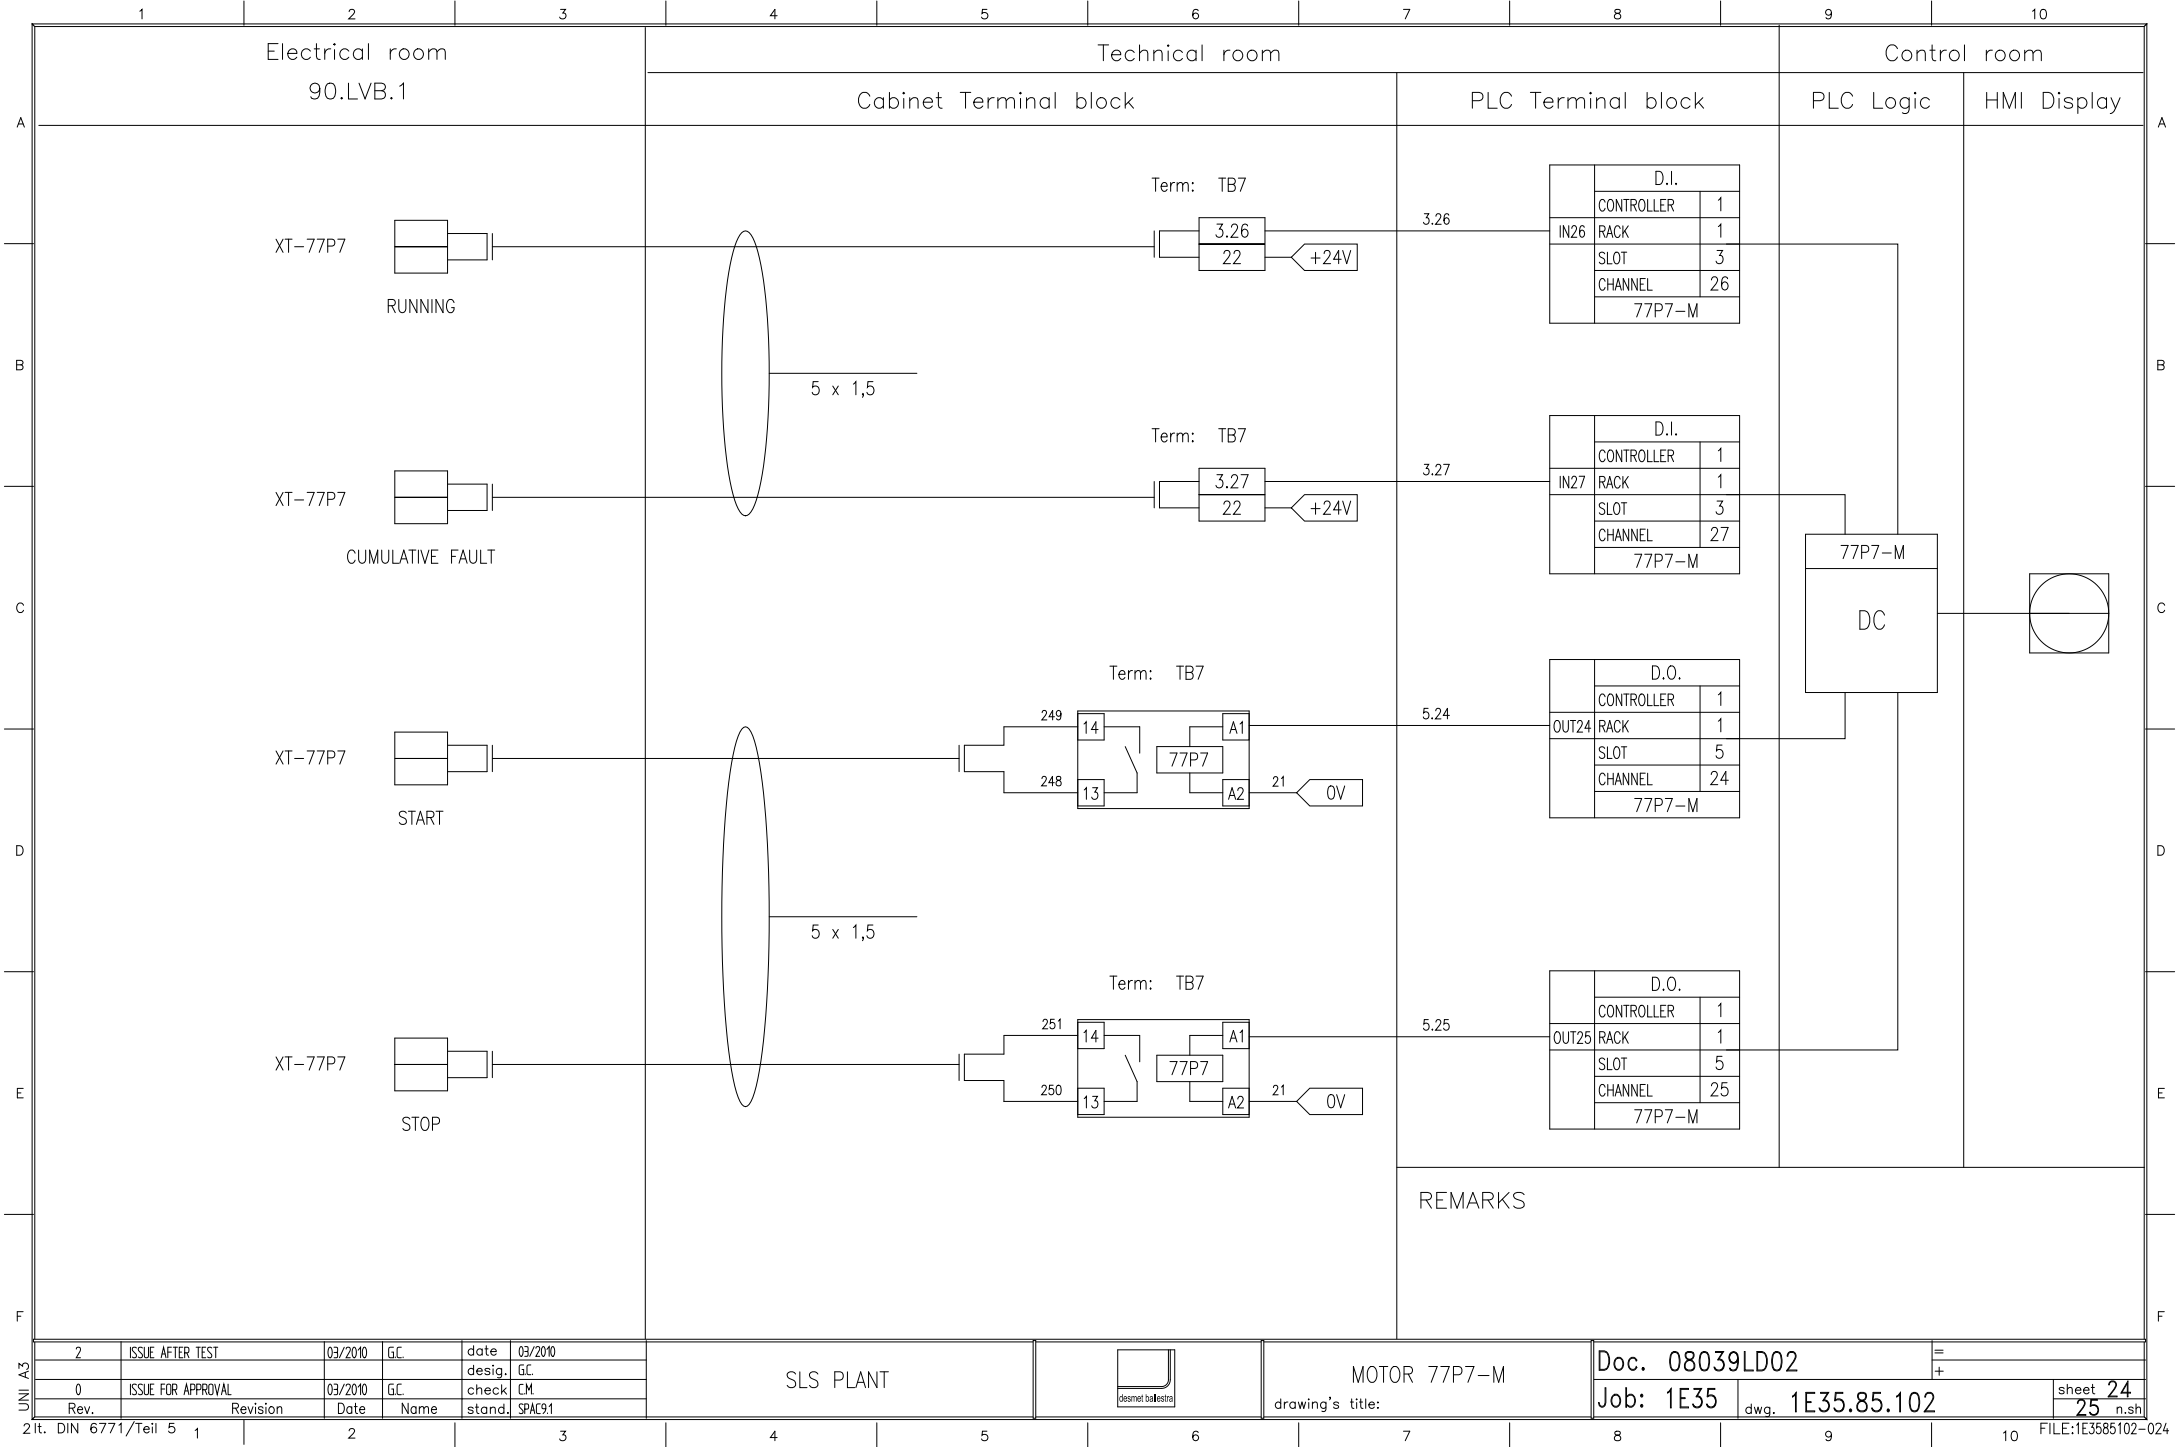 1 2 3 4 5 6 7 8 9 10
Electrical room
90.LVB.1
Technical room
Control room
Cabinet Terminal block
PLC Terminal block
PLC Logic
HMI Display
A A
B B
C C
D D
E E
F F
XT-77P7
RUNNING
5 x 1,5
Term: TB7
3.26
22
+24V
3.26
D.I.
CONTROLLER 1
IN26 RACK 1
SLOT 3
CHANNEL 26
77P7-M
XT-77P7
CUMULATIVE FAULT
Term: TB7
3.27
22
+24V
3.27
D.I.
CONTROLLER 1
IN27 RACK 1
SLOT 3
CHANNEL 27
77P7-M
77P7-M
DC
XT-77P7
START
5 x 1,5
Term: TB7
249 14 A1
77P7
248 13 A2 21 0V
5.24
D.O.
CONTROLLER 1
OUT24 RACK 1
SLOT 5
CHANNEL 24
77P7-M
XT-77P7
STOP
Term: TB7
251 14 A1
77P7
250 13 A2 21 0V
5.25
D.O.
CONTROLLER 1
OUT25 RACK 1
SLOT 5
CHANNEL 25
77P7-M
REMARKS
UNI A3
2 ISSUE AFTER TEST 03/2010 G.C. date 03/2010
desig. G.C.
0 ISSUE FOR APPROVAL 03/2010 G.C. check C.M.
Rev. Revision Date Name stand. SPAC9.1
SLS PLANT
desmet ballestra
MOTOR 77P7-M
drawing's title:
Doc. 08039LD02
=
+
Job: 1E35
dwg. 1E35.85.102
sheet 24
25 n.sh
2lt. DIN 6771/Teil 5
1 2 3 4 5 6 7 8 9 10
FILE:1E3585102-024